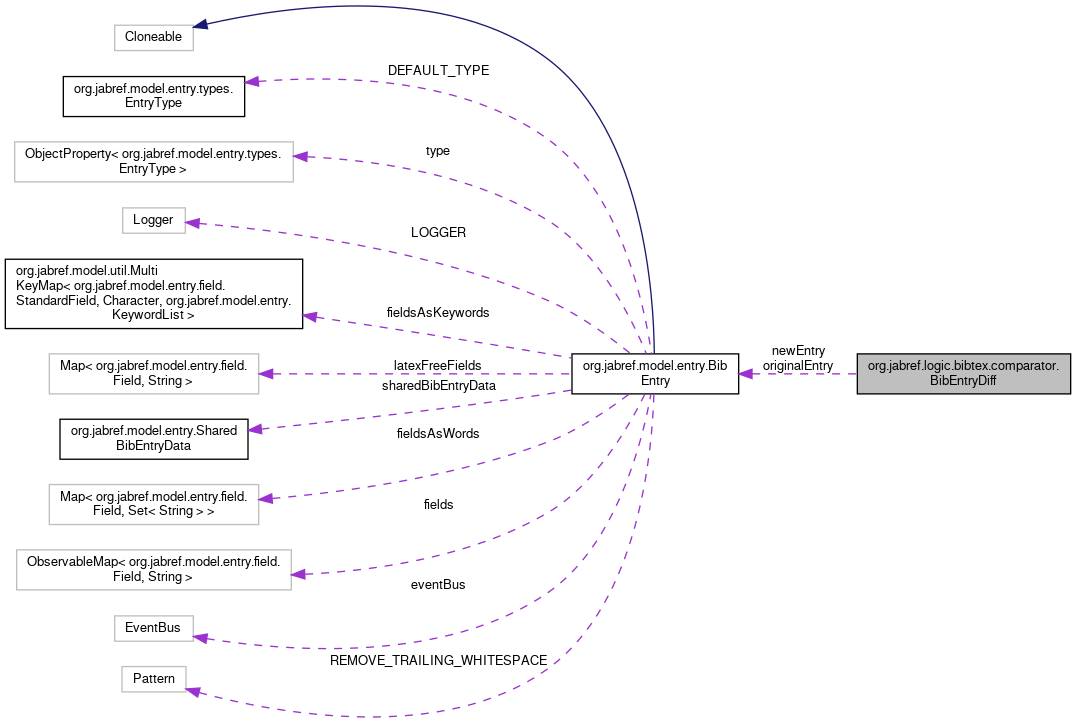 Cloneable
DEFAULT_TYPE
org.jabref.model.entry.types.
EntryType
type
ObjectProperty< org.jabref.model.entry.types.
EntryType >
Logger
LOGGER
org.jabref.model.util.Multi
KeyMap< org.jabref.model.entry.field.
StandardField, Character, org.jabref.model.entry.
KeywordList >
fieldsAsKeywords
Map< org.jabref.model.entry.field.
Field, String >
latexFreeFields
sharedBibEntryData
org.jabref.model.entry.Bib
Entry
newEntry
originalEntry
org.jabref.logic.bibtex.comparator.
BibEntryDiff
org.jabref.model.entry.Shared
BibEntryData
fieldsAsWords
Map< org.jabref.model.entry.field.
Field, Set< String > >
fields
ObservableMap< org.jabref.model.entry.field.
Field, String >
eventBus
EventBus
REMOVE_TRAILING_WHITESPACE
Pattern